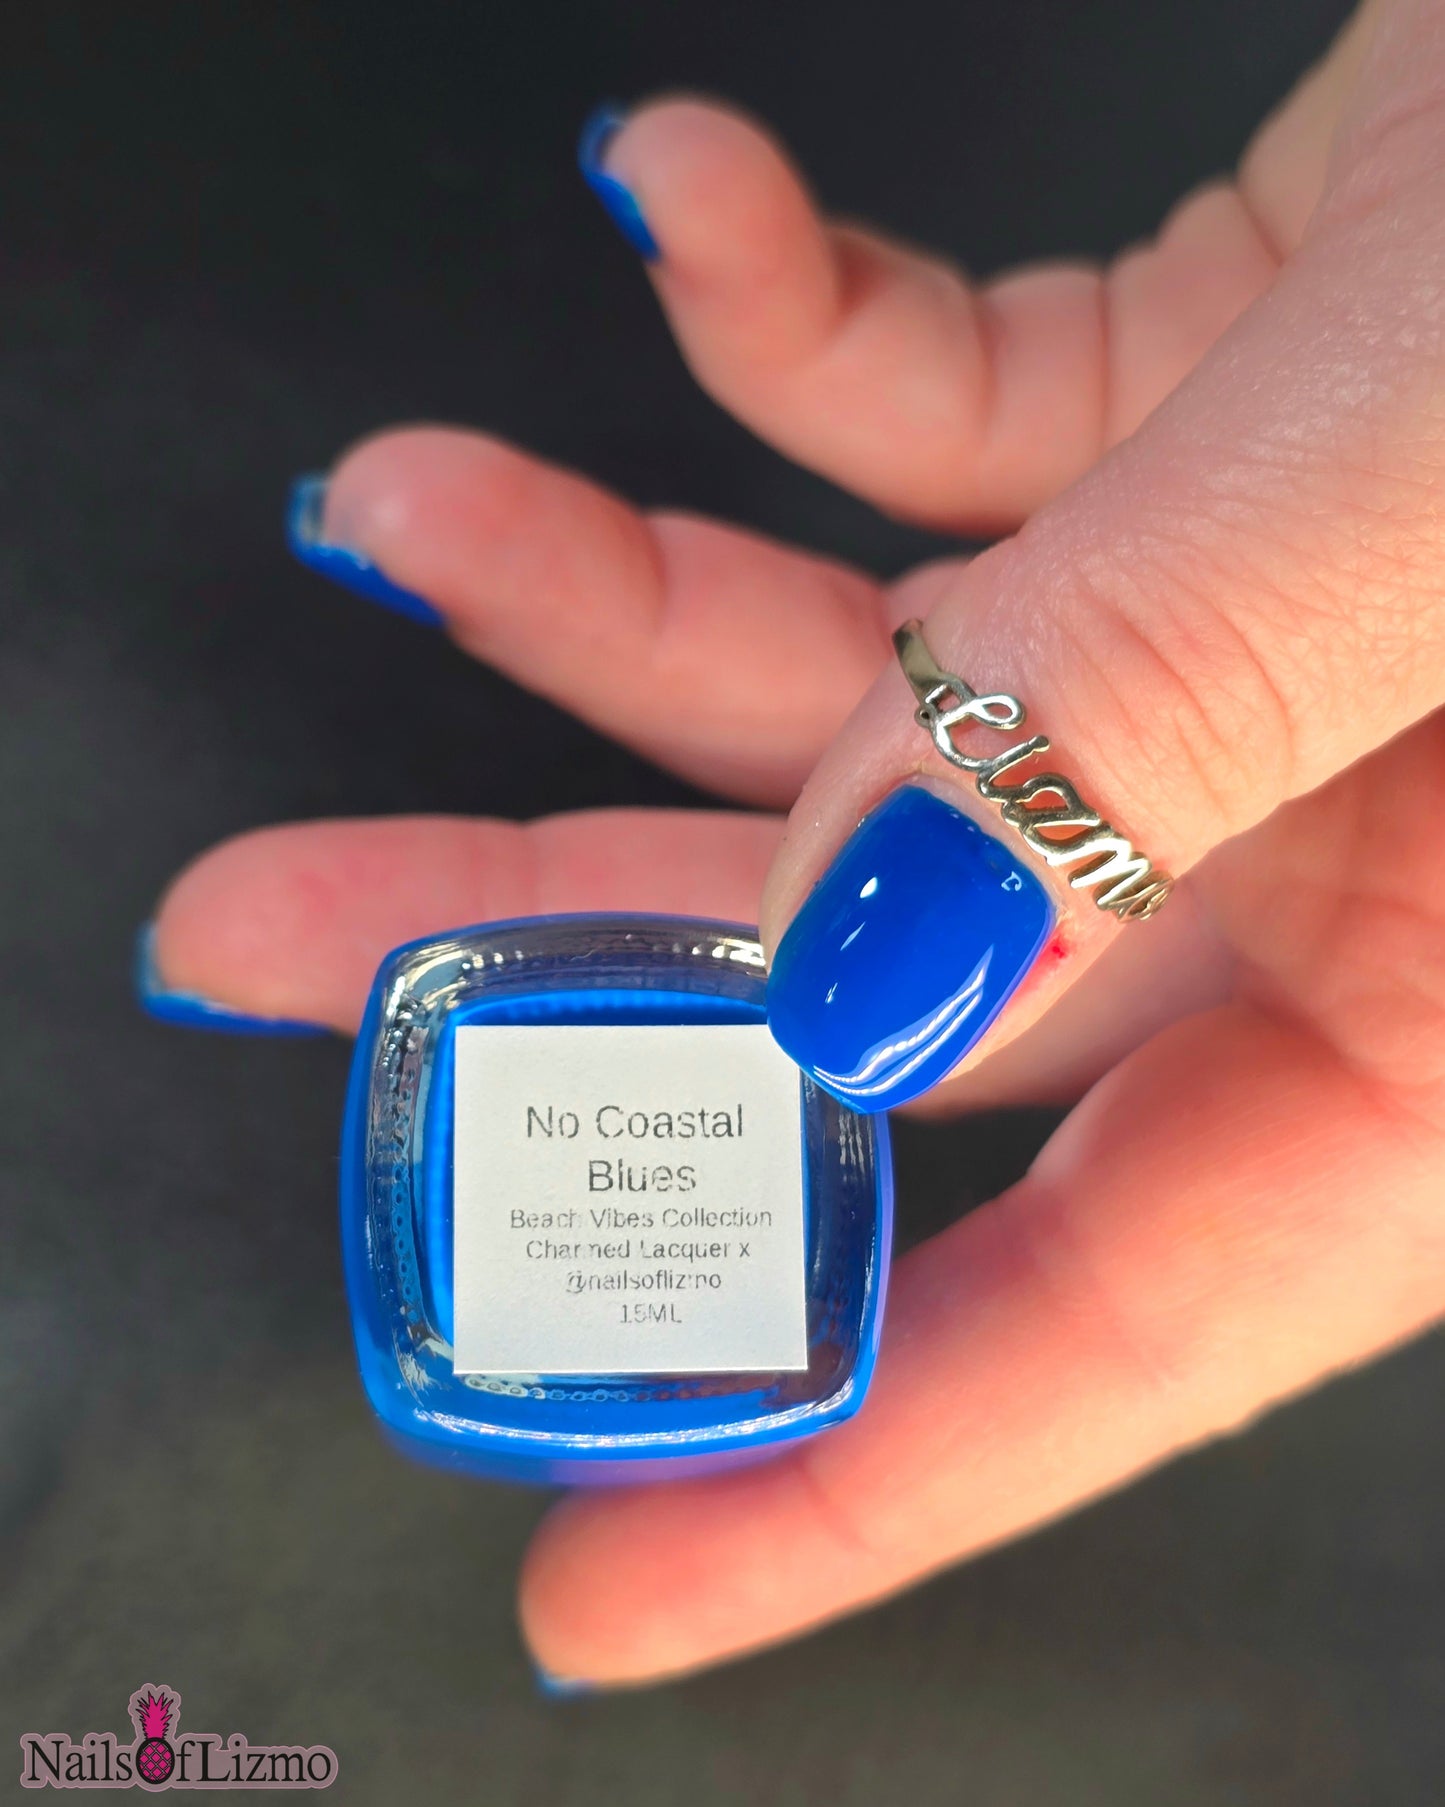 Lizmo
No Coastal
Blues
Beach Vibes Collection
Charmed Lacquer x
@nailsoflizmo
15ML
NailsOfLizmo